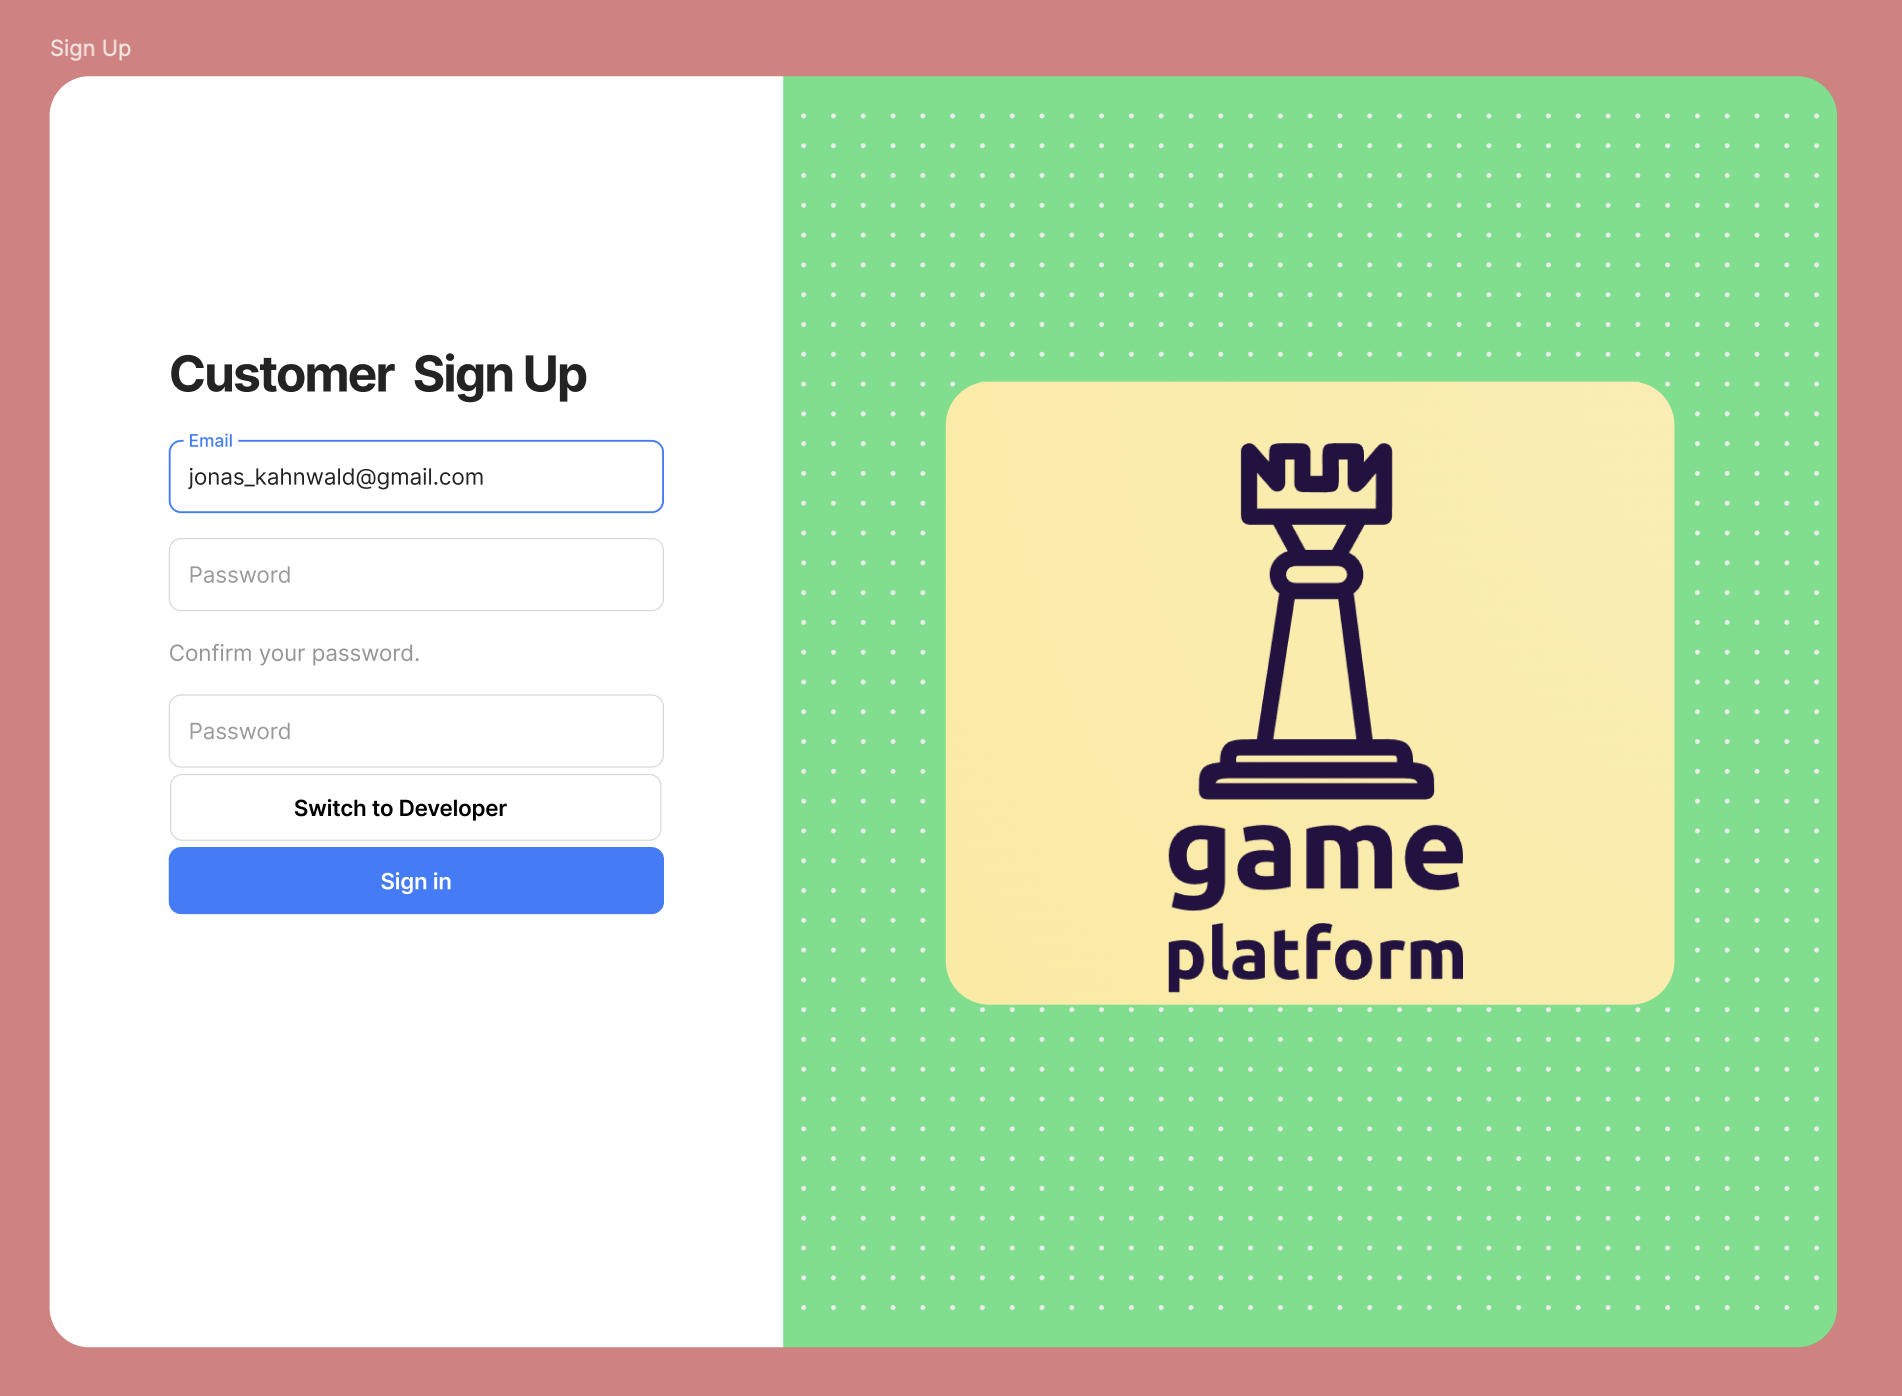 Sign Up
Customer  Sign Up
Email
jonas_kahnwald@gmail.com
Password
Confirm your password.
Password
Switch to Developer
Sign in
game
platform